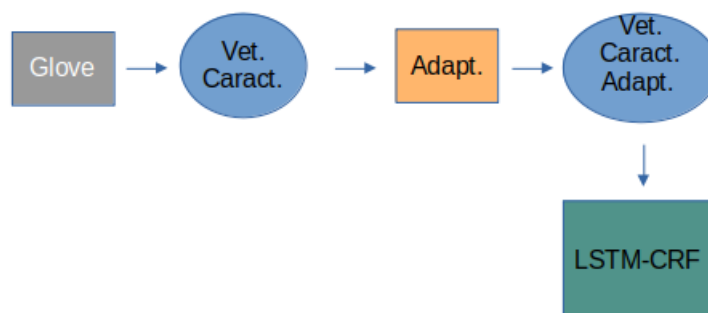 Glove
Vet.
Caract.
Adapt.
Vet.
Caract.
Adapt.
LSTM-CRF